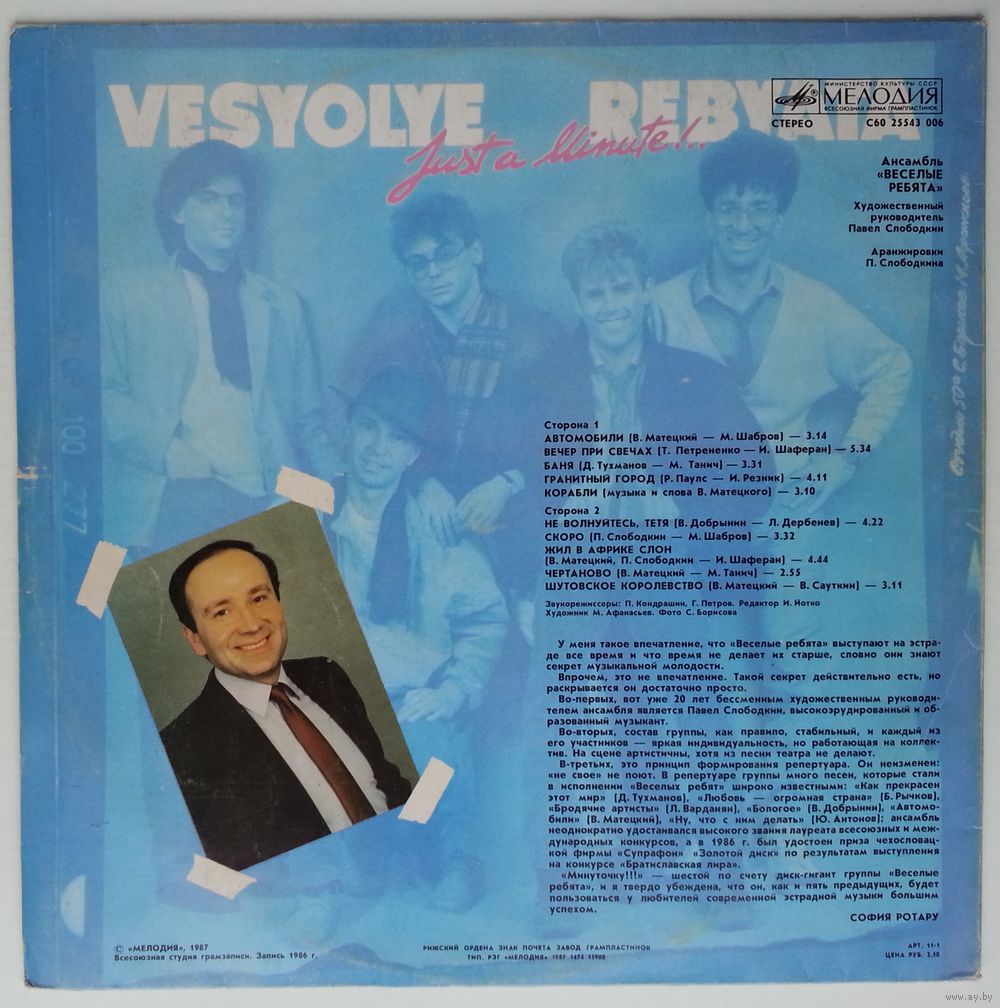 VESYOLYE REBYATA
Just a Minute!..
МИНИСТЕРСТВО КУЛЬТУРЫ СССР
МЕЛОДИЯ
ВСЕСОЮЗНАЯ ФИРМА ГРАМПЛАСТИНОК
СТЕРЕО С60 25543 006
Ансамбль
«ВЕСЕЛЫЕ
РЕБЯТА»
Художественный
руководитель
Павел Слободкин
Аранжировки
П. Слободкина
Сторона 1
АВТОМОБИЛИ (В. Матецкий — М. Шабров) — 3.14
ВЕЧЕР ПРИ СВЕЧАХ (Т. Петрененко — И. Шаферан) — 5.34
БАНЯ (Д. Тухманов — М. Танич) — 3.31
ГРАНИТНЫЙ ГОРОД (Р. Паулс — И. Резник) — 4.11
КОРАБЛИ (музыка и слова В. Матецкого) — 3.10
Сторона 2
НЕ ВОЛНУЙТЕСЬ, ТЕТЯ (В. Добрынин — Л. Дербенев) — 4.22
СКОРО (П. Слободкин — М. Шабров) — 3.32
ЖИЛ В АФРИКЕ СЛОН
(В. Матецкий, П. Слободкин — И. Шаферан) — 4.44
ЧЕРТАНОВО (В. Матецкий — М. Танич) — 2.55
ШУТОВСКОЕ КОРОЛЕВСТВО (В. Матецкий — В. Сауткин) — 3.11
Звукорежиссеры: П. Кондрашин, Г. Петров. Редактор И. Йотко
Художник М. Афанасьев. Фото С. Борисова
У меня такое впечатление, что «Веселые ребята» выступают на эстра-
де все время и что время не делает их старше, словно они знают
секрет музыкальной молодости.
Впрочем, это не впечатление. Такой секрет действительно есть, но
раскрывается он достаточно просто.
Во-первых, вот уже 20 лет бессменным художественным руководи-
телем ансамбля является Павел Слободкин, высокоэрудированный и об-
разованный музыкант.
Во-вторых, состав группы, как правило, стабильный, и каждый из
его участников — яркая индивидуальность, но работающая на коллек-
тив. На сцене артистичны, хотя из песни театра не делают.
В-третьих, это принцип формирования репертуара. Он неизменен:
«не свое» не поют. В репертуаре группы много песен, которые стали
в исполнении «Веселых ребят» широко известными: «Как прекрасен
этот мир» (Д. Тухманов), «Любовь — огромная страна» (Б. Рычков),
«Бродячие артисты» (Л. Варданян), «Бологое» (В. Добрынин), «Автомо-
били» (В. Матецкий), «Ну, что с ним делать» (Ю. Антонов); ансамбль
неоднократно удостаивался высокого звания лауреата всесоюзных и меж-
дународных конкурсов, а в 1986 г. был удостоен приза чехословац-
кой фирмы «Супрафон» «Золотой диск» по результатам выступления
на конкурсе «Братиславская лира».
«Минуточку!!!» — шестой по счету диск-гигант группы «Веселые
ребята», и я твердо убеждена, что он, как и пять предыдущих, будет
пользоваться у любителей современной эстрадной музыки большим
успехом.
СОФИЯ РОТАРУ
© «МЕЛОДИЯ», 1987
Всесоюзная студия грамзаписи. Запись 1986 г.
РИЖСКИЙ ОРДЕНА ЗНАК ПОЧЕТА ЗАВОД ГРАМПЛАСТИНОК
ТИП. РЗГ «МЕЛОДИЯ» 1987 1474 15900
АРТ. 11-1
ЦЕНА РУБ. 2,50
www.ay.by